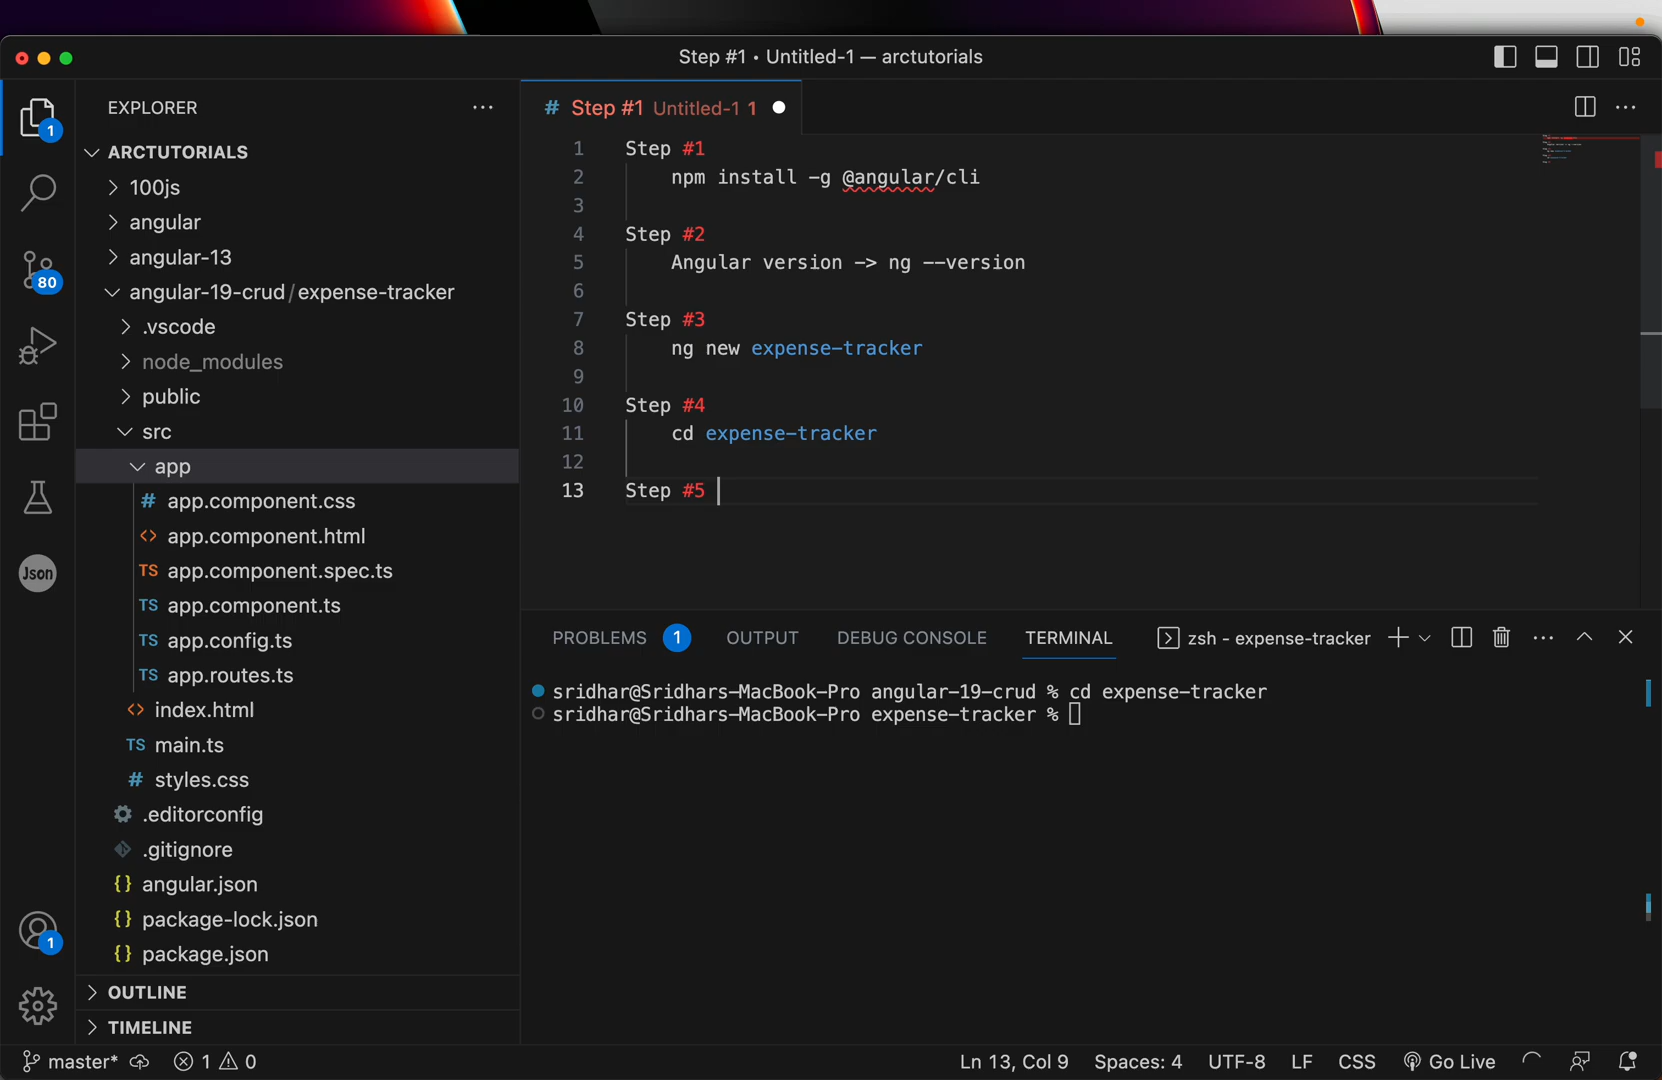 Step #1 • Untitled-1 — arctutorials
EXPLORER
ARCTUTORIALS
100js
angular
angular-13
angular-19-crud/expense-tracker
.vscode
node_modules
public
src
app
app.component.css
app.component.html
app.component.spec.ts
app.component.ts
app.config.ts
app.routes.ts
index.html
main.ts
styles.css
.editorconfig
.gitignore
angular.json
package-lock.json
package.json
OUTLINE
TIMELINE
1
80
Json
1
# Step #1 Untitled-1 1
1 Step #1
2 npm install -g @angular/cli
3
4 Step #2
5 Angular version -> ng --version
6
7 Step #3
8 ng new expense-tracker
9
10 Step #4
11 cd expense-tracker
12
13 Step #5
PROBLEMS 1 OUTPUT DEBUG CONSOLE TERMINAL zsh - expense-tracker
sridhar@Sridhars-MacBook-Pro angular-19-crud % cd expense-tracker
sridhar@Sridhars-MacBook-Pro expense-tracker %
master* 1 0 Ln 13, Col 9 Spaces: 4 UTF-8 LF CSS Go Live